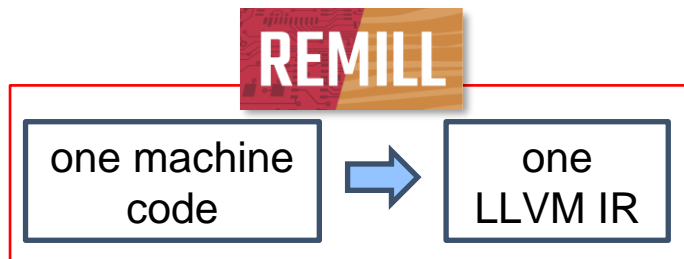 REMILL
one machine
code
one
LLVM IR